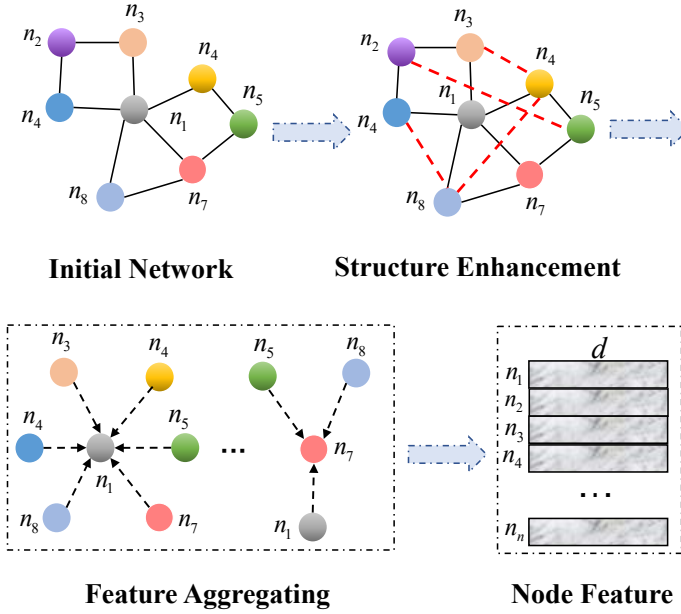 n3
n2
n4
n1
n5
n4
n7
n8
Initial Network
n3
n2
n4
n1
n5
n4
n7
n8
Structure Enhancement
n3
n4
n5
n8
n4
n5
...
n7
n1
n8
n7
n1
Feature Aggregating
d
n1
n2
n3
n4
...
nn
Node Feature